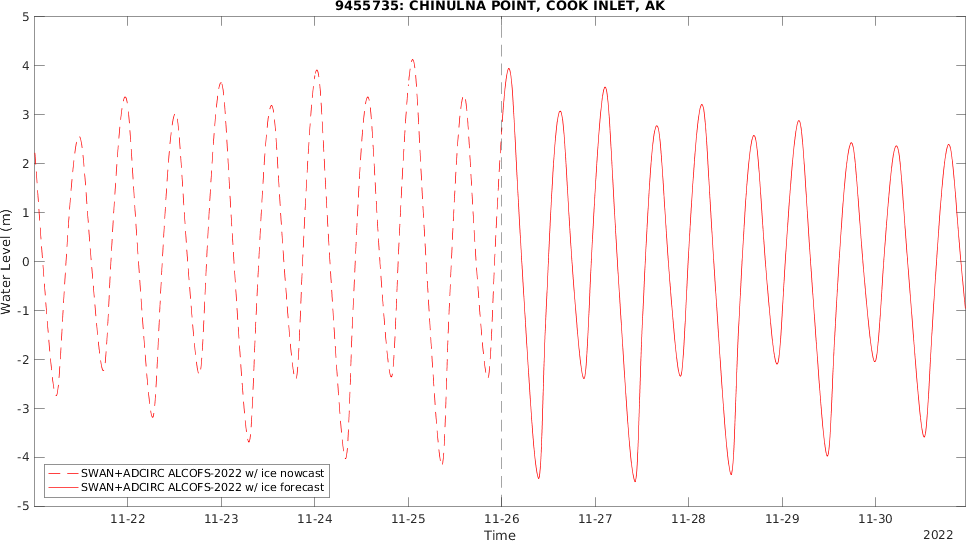 9455735: CHINULNA POINT, COOK INLET, AK
5
4
3
2
1
0
-1
-2
-3
-4
-5
Water Level (m)
SWAN+ADCIRC ALCOFS-2022 w/ ice nowcast
SWAN+ADCIRC ALCOFS-2022 w/ ice forecast
11-22 11-23 11-24 11-25 11-26 11-27 11-28 11-29 11-30
Time
2022